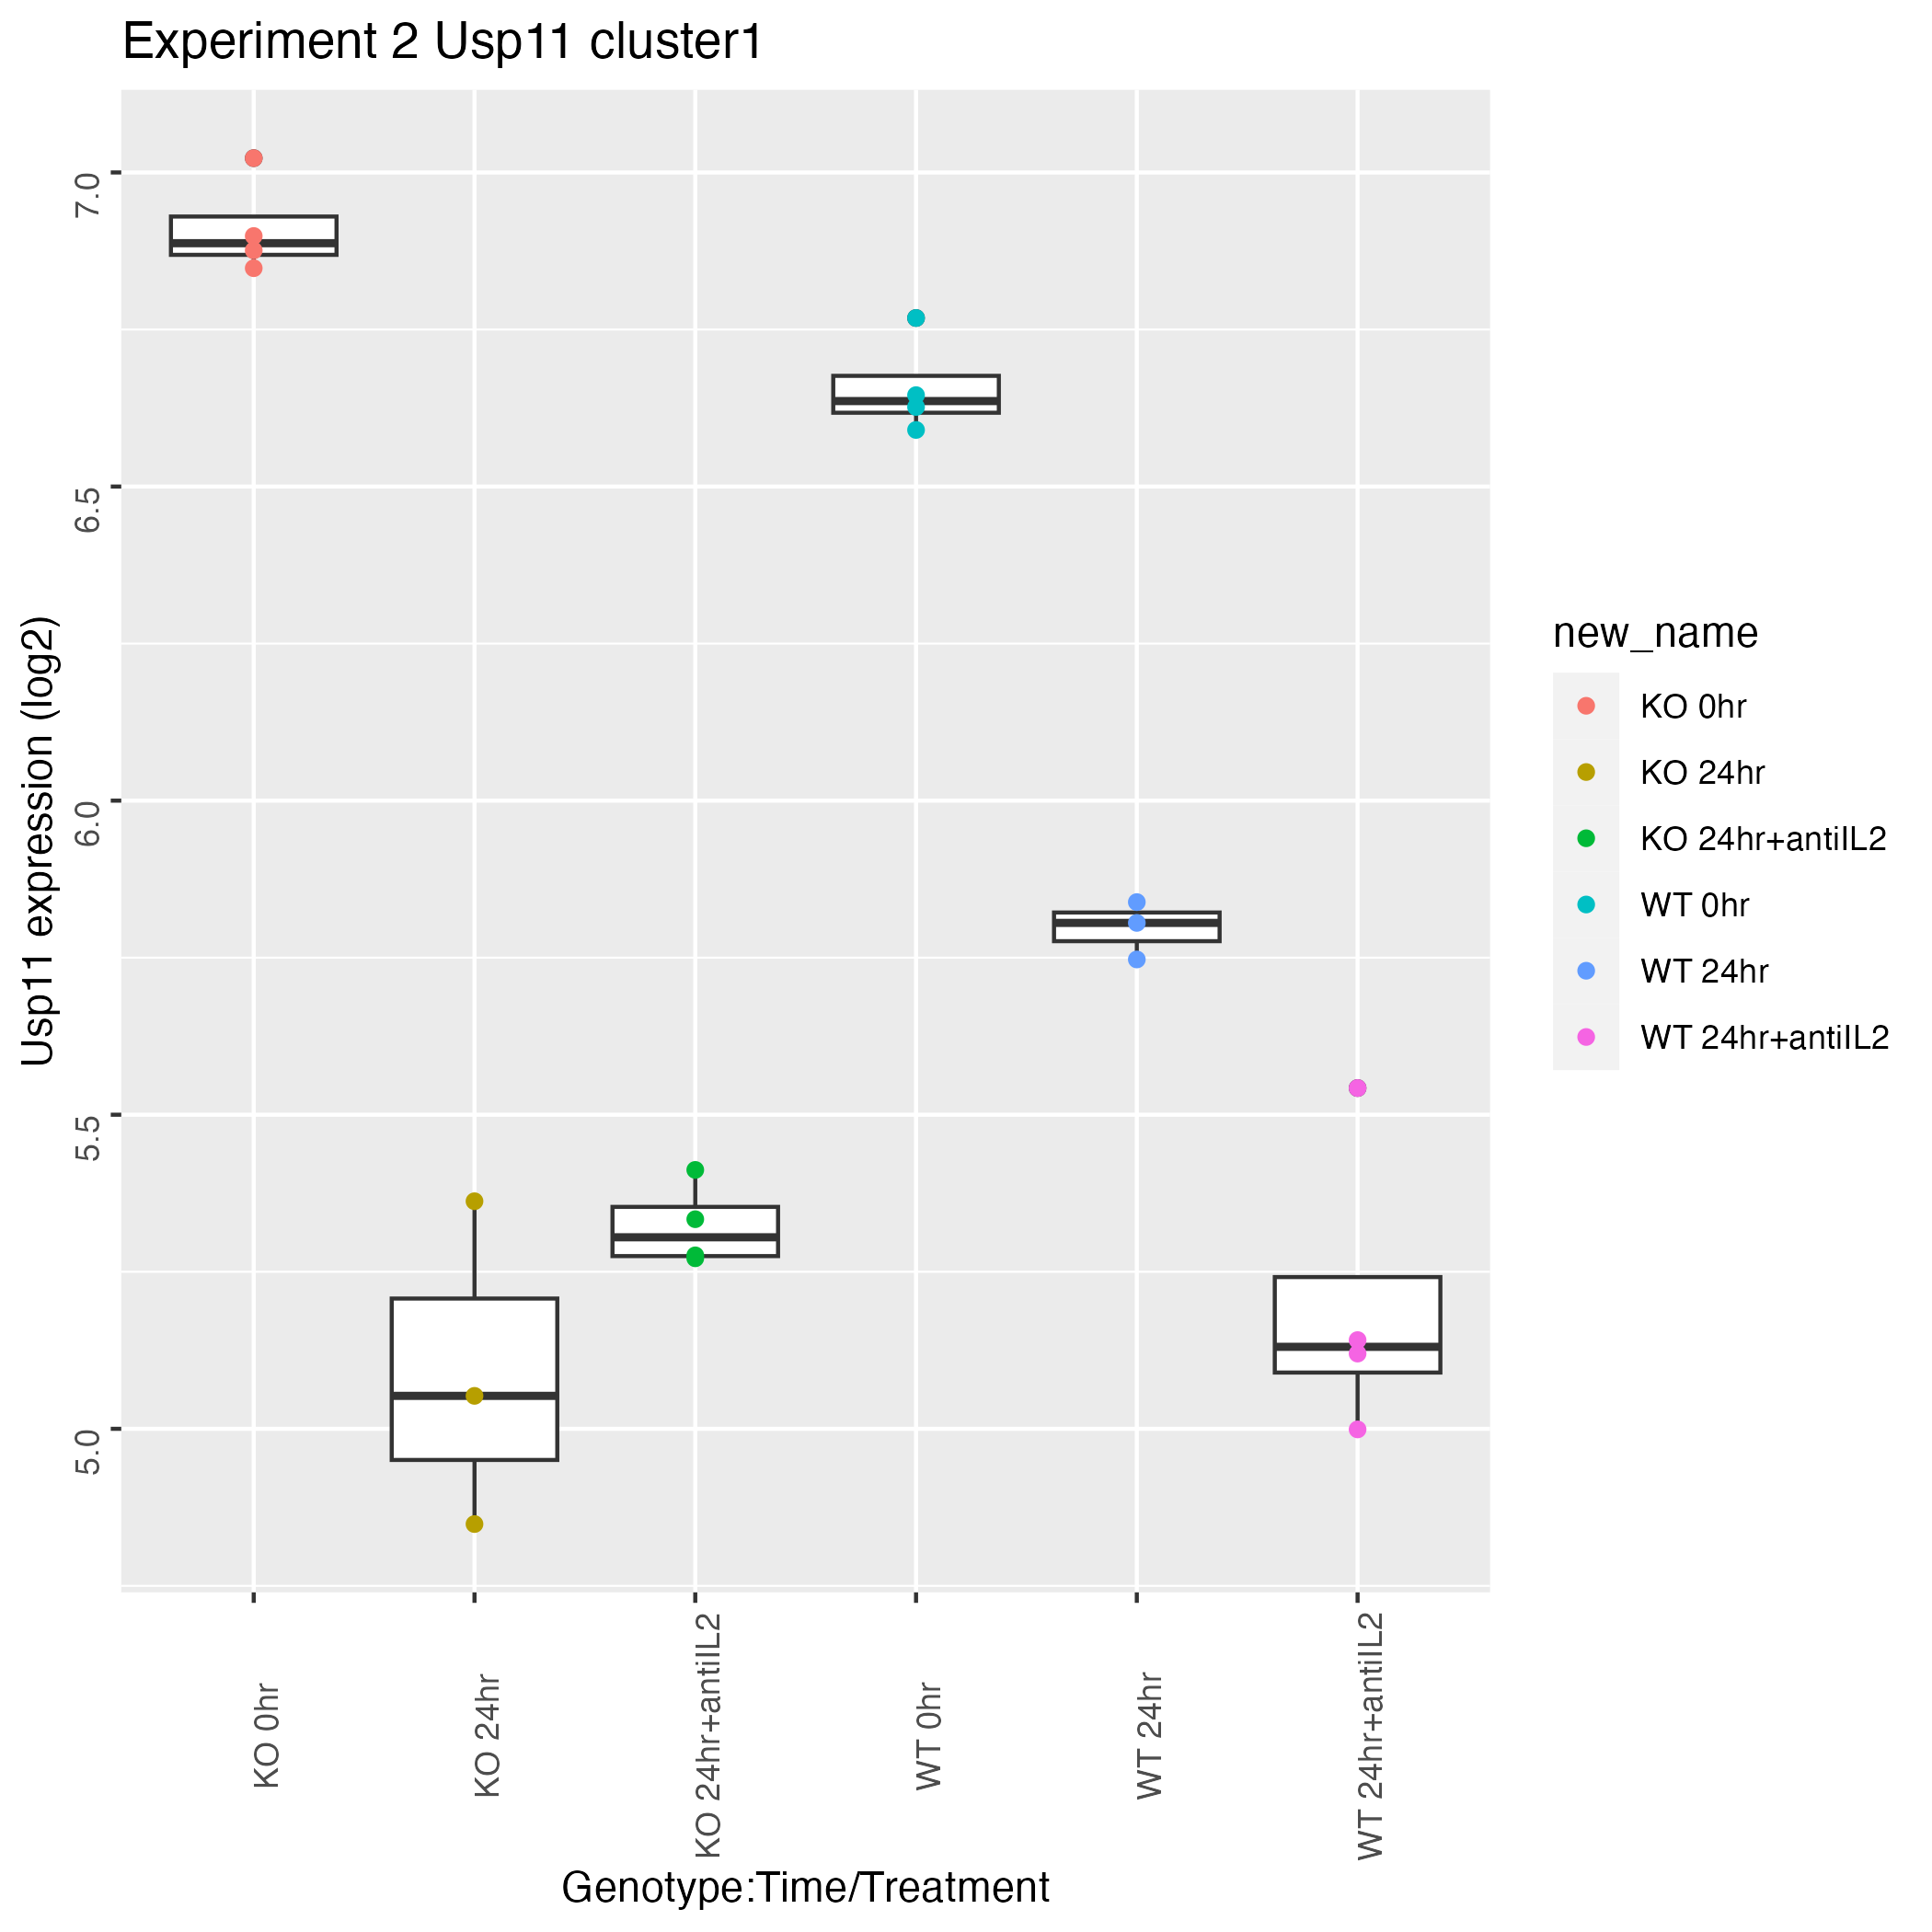 Experiment 2 Usp11 cluster1
Usp11 expression (log2)
7.0
6.5
6.0
5.5
5.0
KO 0hr
KO 24hr
KO 24hr+antiIL2
WT 0hr
WT 24hr
WT 24hr+antiIL2
Genotype:Time/Treatment
new_name
KO 0hr
KO 24hr
KO 24hr+antiIL2
WT 0hr
WT 24hr
WT 24hr+antiIL2